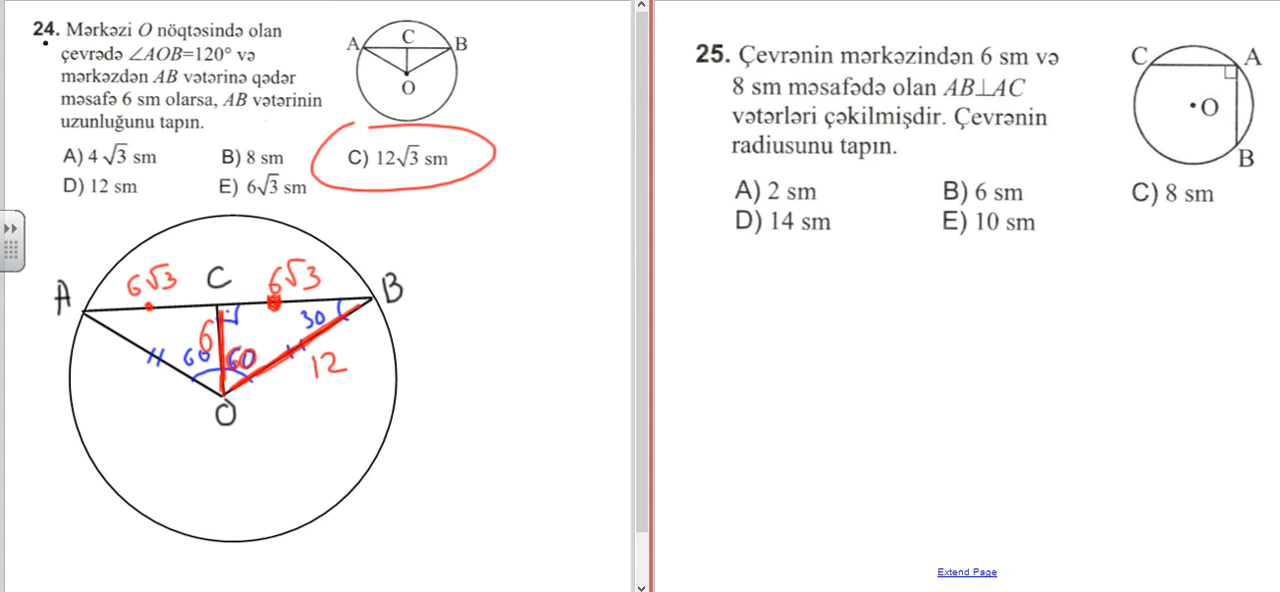 24. Mərkəzi O nöqtəsində olan
çevrədə ∠AOB=120° və
mərkəzdən AB vətərinə qədər
məsafə 6 sm olarsa, AB vətərinin
uzunluğunu tapın.
A C B
O
A) 4√3 sm B) 8 sm C) 12√3 sm
D) 12 sm E) 6√3 sm
6√3 C 6√3
A B
6 30
60 60 12
O
25. Çevrənin mərkəzindən 6 sm və
8 sm məsafədə olan AB⊥AC
vətərləri çəkilmişdir. Çevrənin
radiusunu tapın.
C A
O
B
A) 2 sm B) 6 sm C) 8 sm
D) 14 sm E) 10 sm
Extend Page